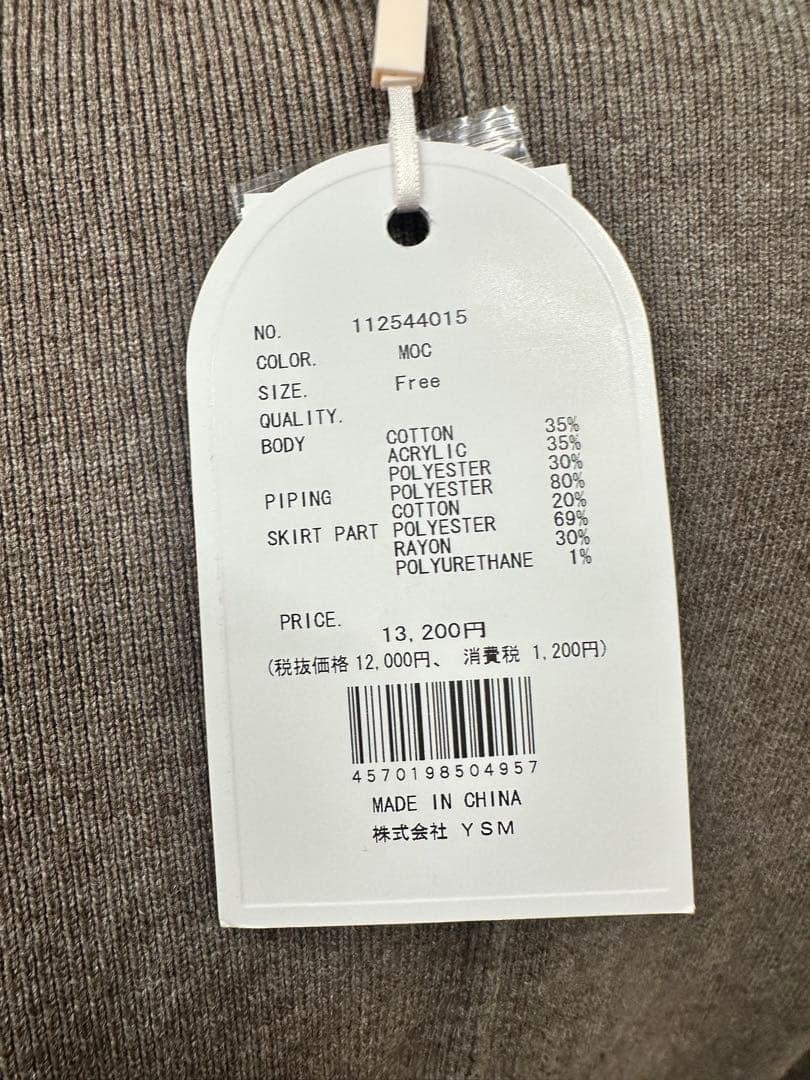 NO. 112544015
COLOR. MOC
SIZE. Free
QUALITY.
BODY COTTON 35%
ACRYLIC 35%
POLYESTER 30%
PIPING POLYESTER 80%
COTTON 20%
SKIRT PART POLYESTER 69%
RAYON 30%
POLYURETHANE 1%
PRICE. 13,200円
(税抜価格 12,000円、 消費税 1,200円)
4570198504957
MADE IN CHINA
株式会社 YSM